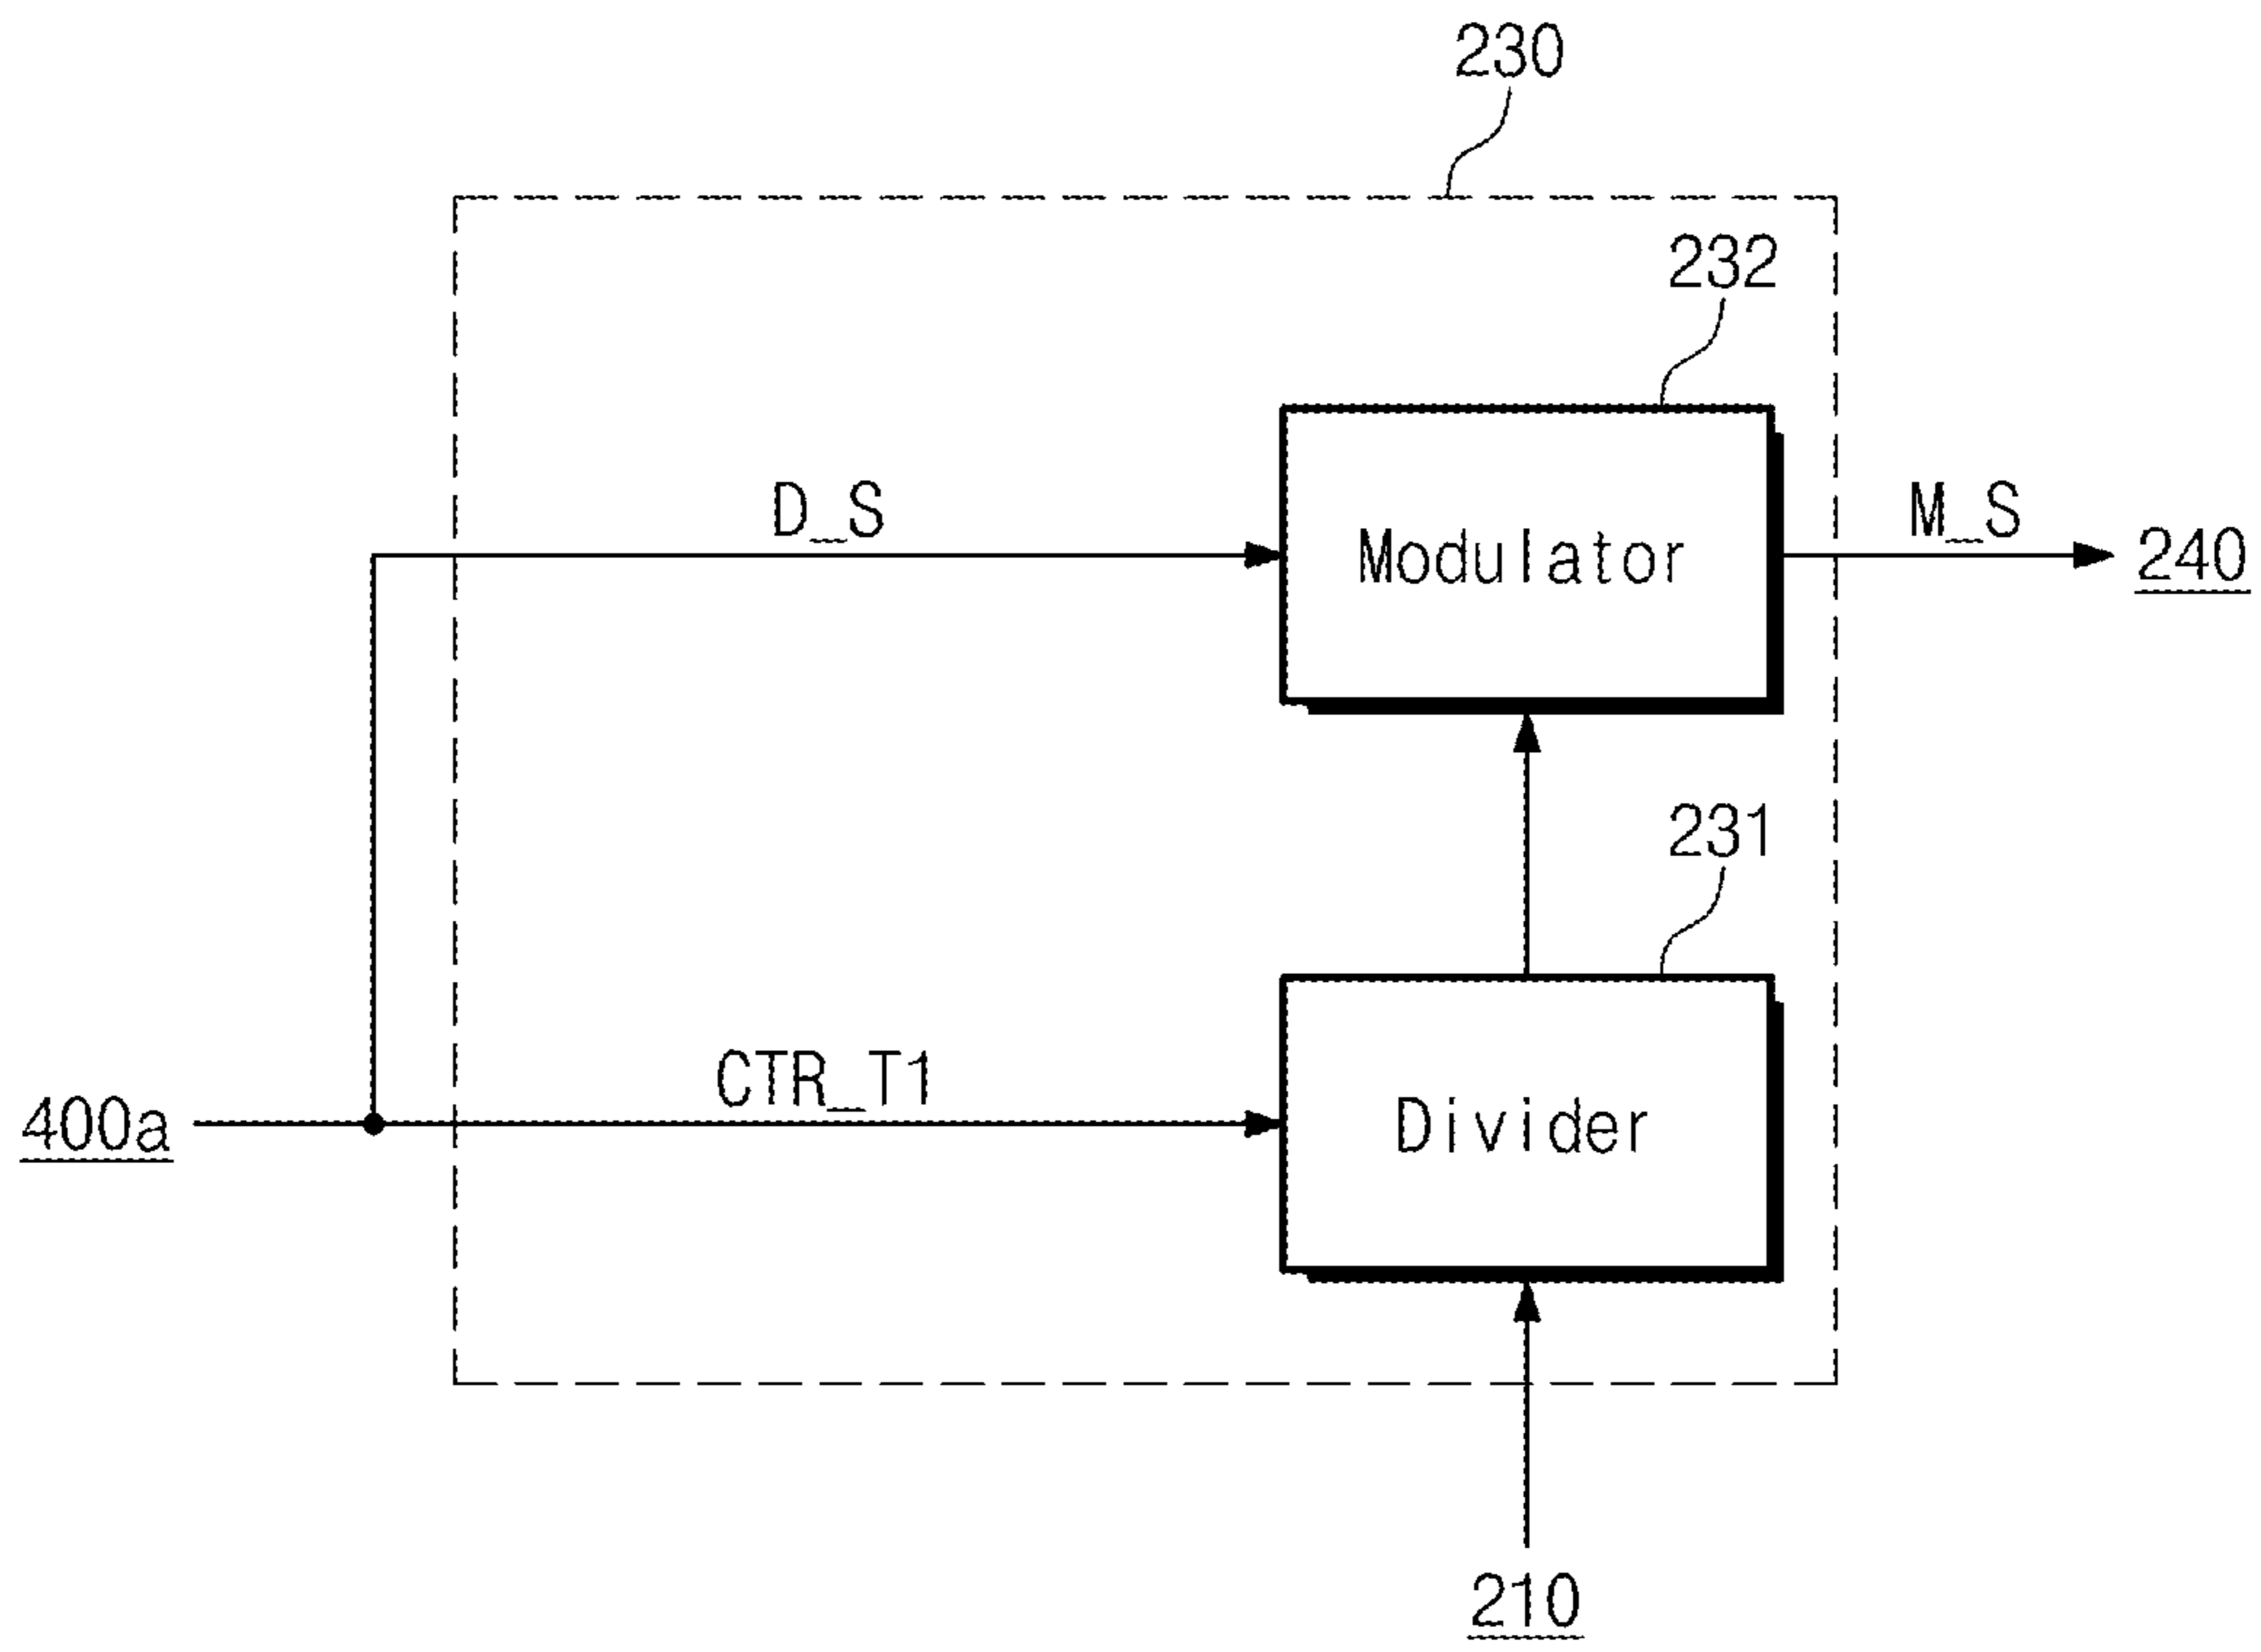 230
232
D_S
Modulator
M_S
240
231
CTR_T1
400a
Divider
210